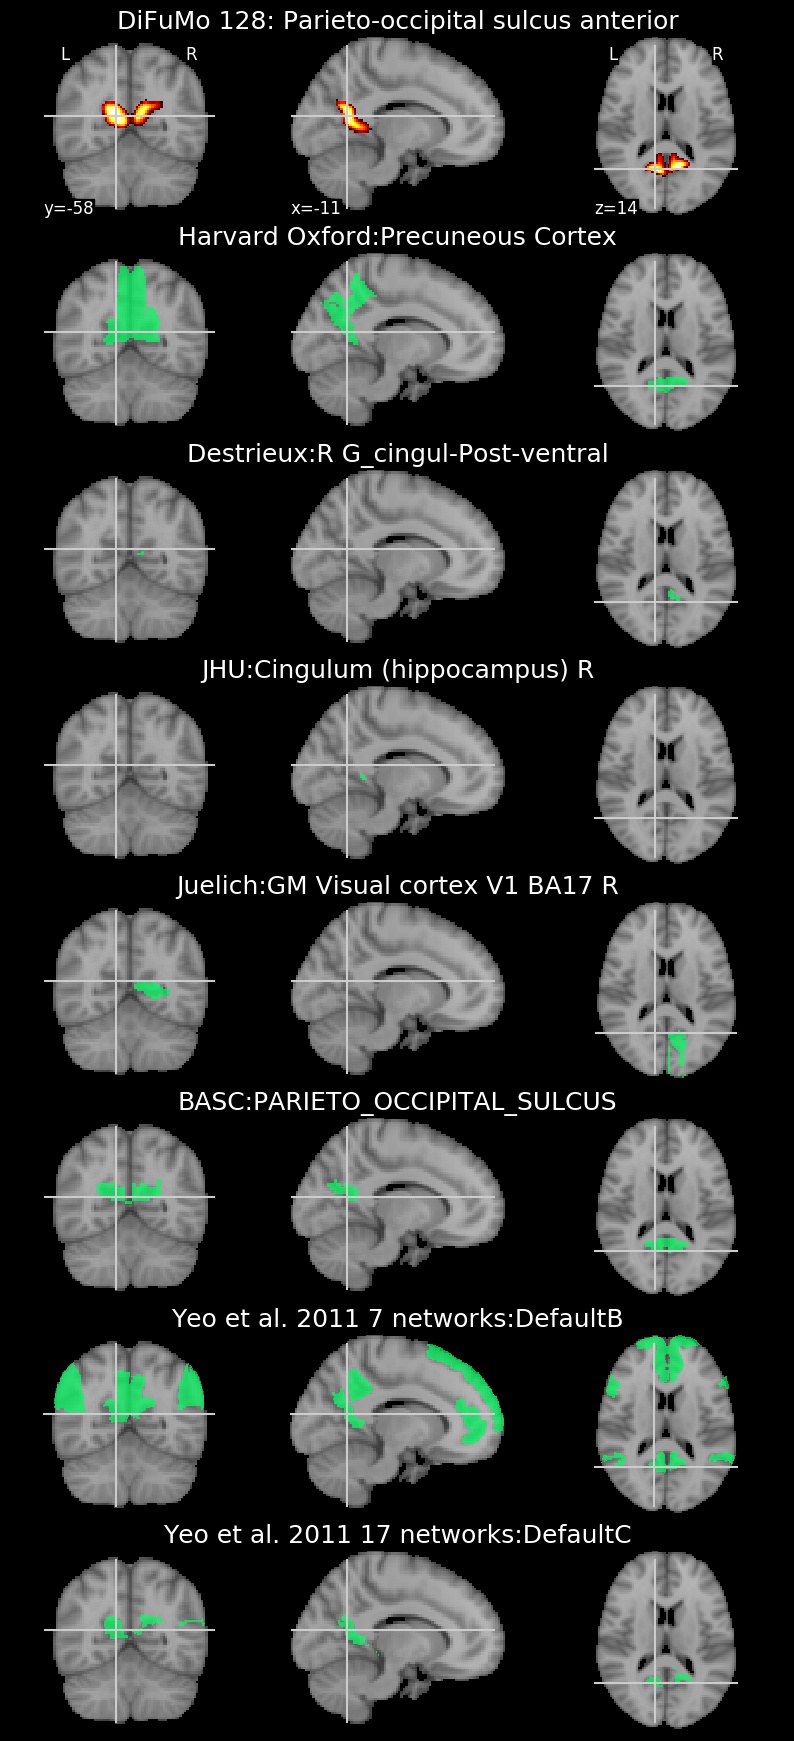 DiFuMo 128: Parieto-occipital sulcus anterior
L R L R
y=-58 x=-11 z=14
Harvard Oxford:Precuneous Cortex
Destrieux:R G_cingul-Post-ventral
JHU:Cingulum (hippocampus) R
Juelich:GM Visual cortex V1 BA17 R
BASC:PARIETO_OCCIPITAL_SULCUS
Yeo et al. 2011 7 networks:DefaultB
Yeo et al. 2011 17 networks:DefaultC